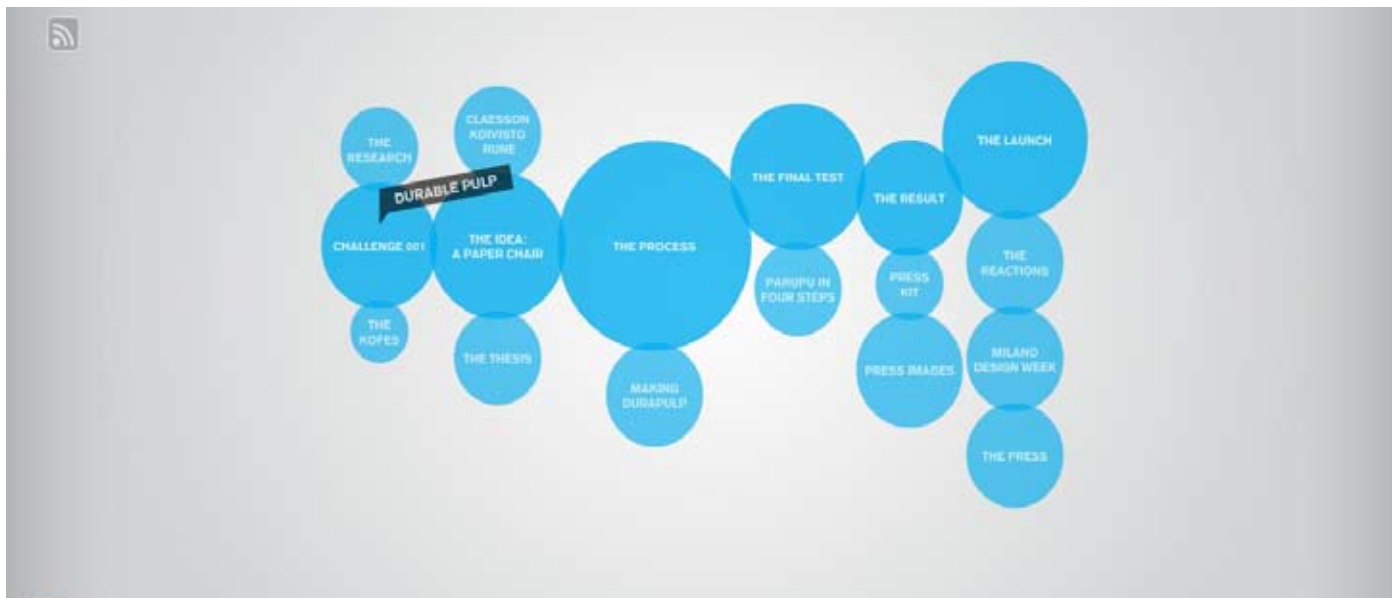 THE
RESEARCH
CLAESSON
KOIVISTO
RUNE
DURABLE PULP
CHALLENGE 001
THE IDEA:
A PAPER CHAIR
THE PROCESS
THE FINAL TEST
THE RESULT
THE LAUNCH
THE
KOFES
THE THESIS
MAKING
DURAPULP
PARUPU IN
FOUR STEPS
PRESS
KIT
PRESS IMAGES
THE
REACTIONS
MILANO
DESIGN WEEK
THE PRESS